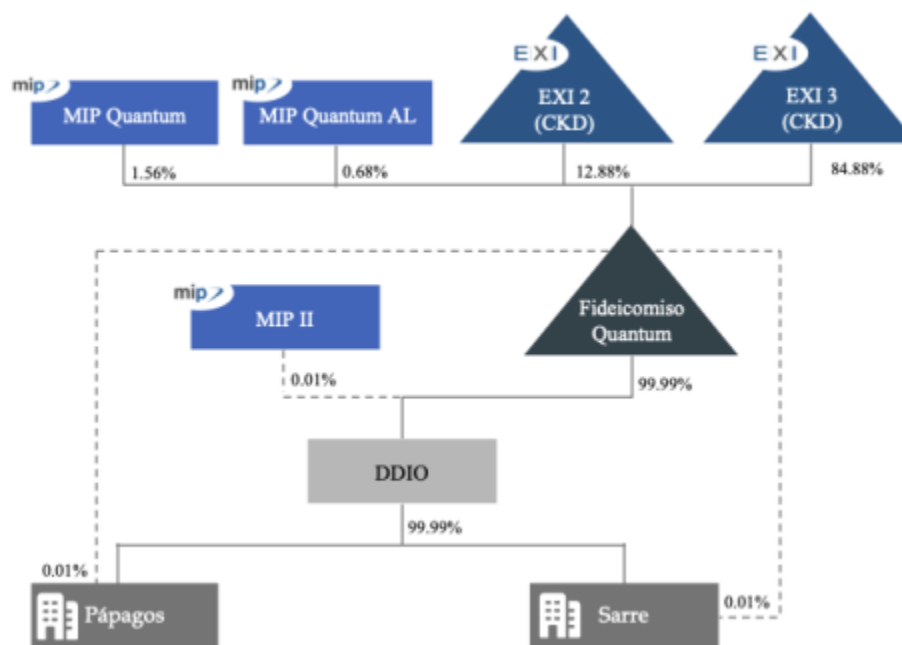 mip
MIP Quantum
mip
MIP Quantum AL
EXI
EXI 2
(CKD)
EXI
EXI 3
(CKD)
1.56%
0.68%
12.88%
84.88%
mip
MIP II
Fideicomiso
Quantum
0.01%
99.99%
DDIO
99.99%
0.01%
Pápagos
Sarre
0.01%